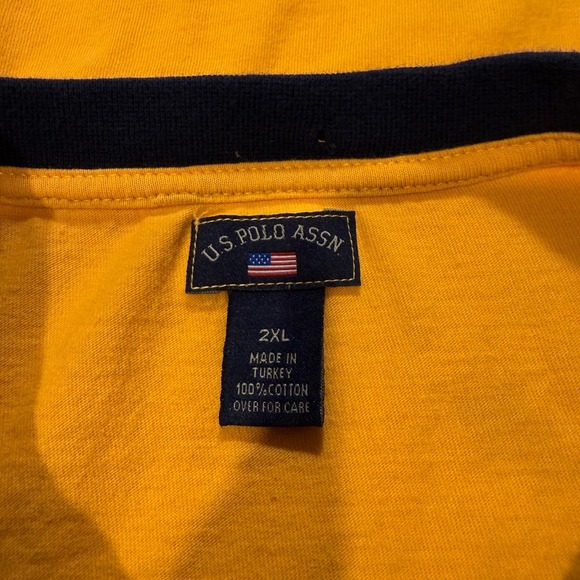 U.S. POLO ASSN.
2XL
MADE IN
TURKEY
100% COTTON
OVER FOR CARE